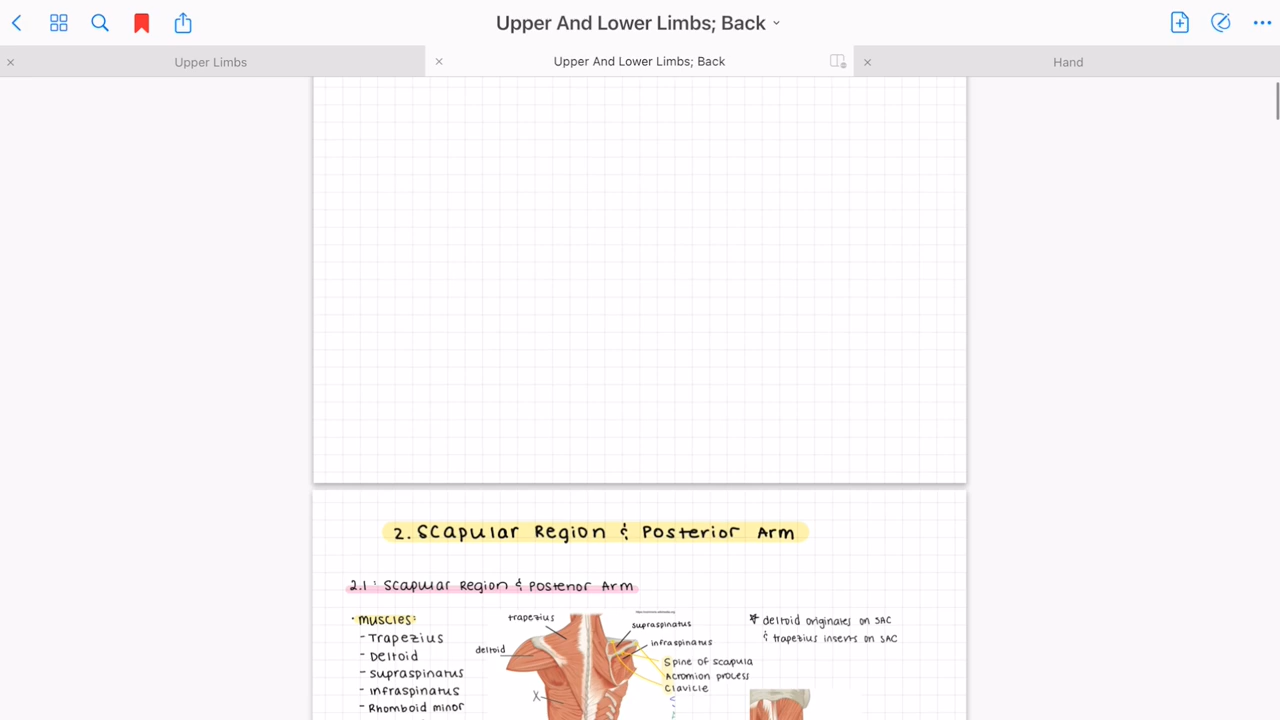 Upper And Lower Limbs; Back
Upper Limbs
Upper And Lower Limbs; Back
Hand
2. Scapular Region & Posterior Arm
2.1: Scapular Region & Posterior Arm
• Muscles:
- Trapezius
- Deltoid
- Supraspinatus
- Infraspinatus
- Rhomboid minor
trapezius
deltoid
X
supraspinatus
infraspinatus
Spine of scapula
Acromion process
Clavicle
* deltoid originates on SAC
& trapezius inserts on SAC